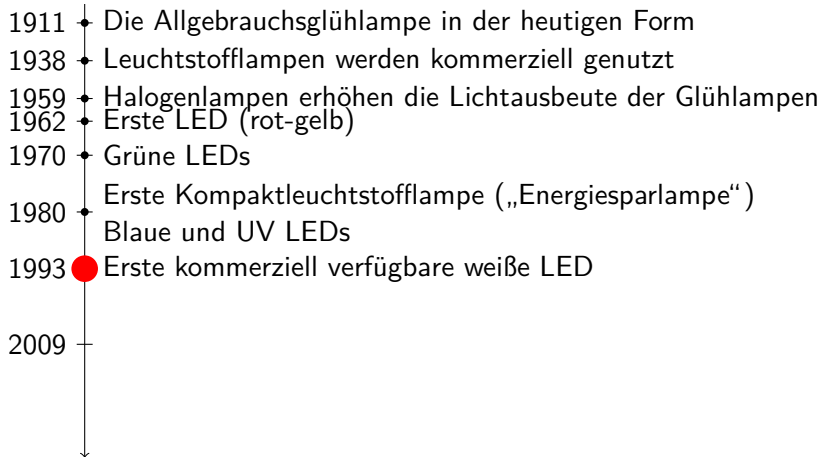 1911 Die Allgebrauchsglühlampe in der heutigen Form
1938 Leuchtstofflampen werden kommerziell genutzt
1959 Halogenlampen erhöhen die Lichtausbeute der Glühlampen
1962 Erste LED (rot-gelb)
1970 Grüne LEDs
Erste Kompaktleuchtstofflampe („Energiesparlampe“)
1980
Blaue und UV LEDs
1993 Erste kommerziell verfügbare weiße LED
2009